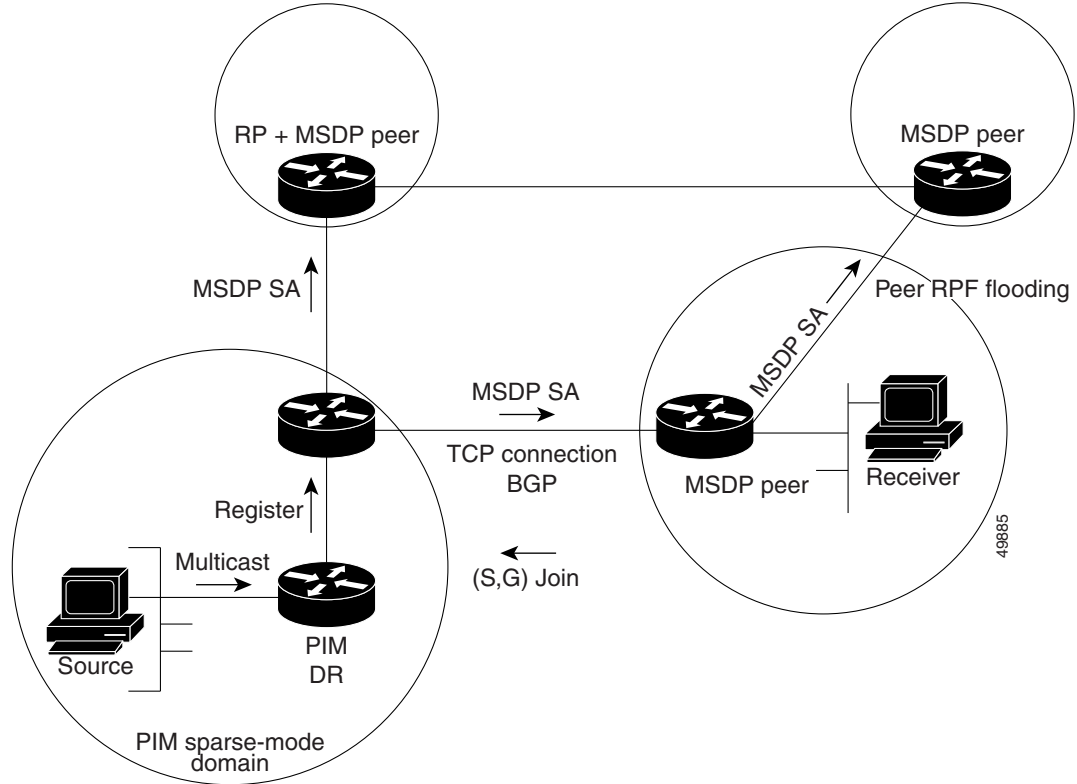 RP + MSDP peer
MSDP peer
MSDP SA
Peer RPF flooding
MSDP SA
MSDP SA
TCP connection
BGP
MSDP peer
Receiver
Register
49885
Multicast
(S,G) Join
Source
PIM
DR
PIM sparse-mode
domain